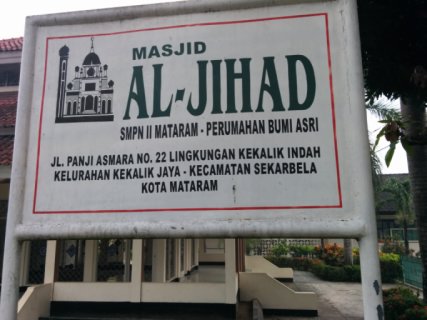 MASJID
AL-JIHAD
SMPN II MATARAM - PERUMAHAN BUMI ASRI
JL. PANJI ASMARA NO. 22 LINGKUNGAN KEKALIK INDAH
KELURAHAN KEKALIK JAYA - KECAMATAN SEKARBELA
KOTA MATARAM